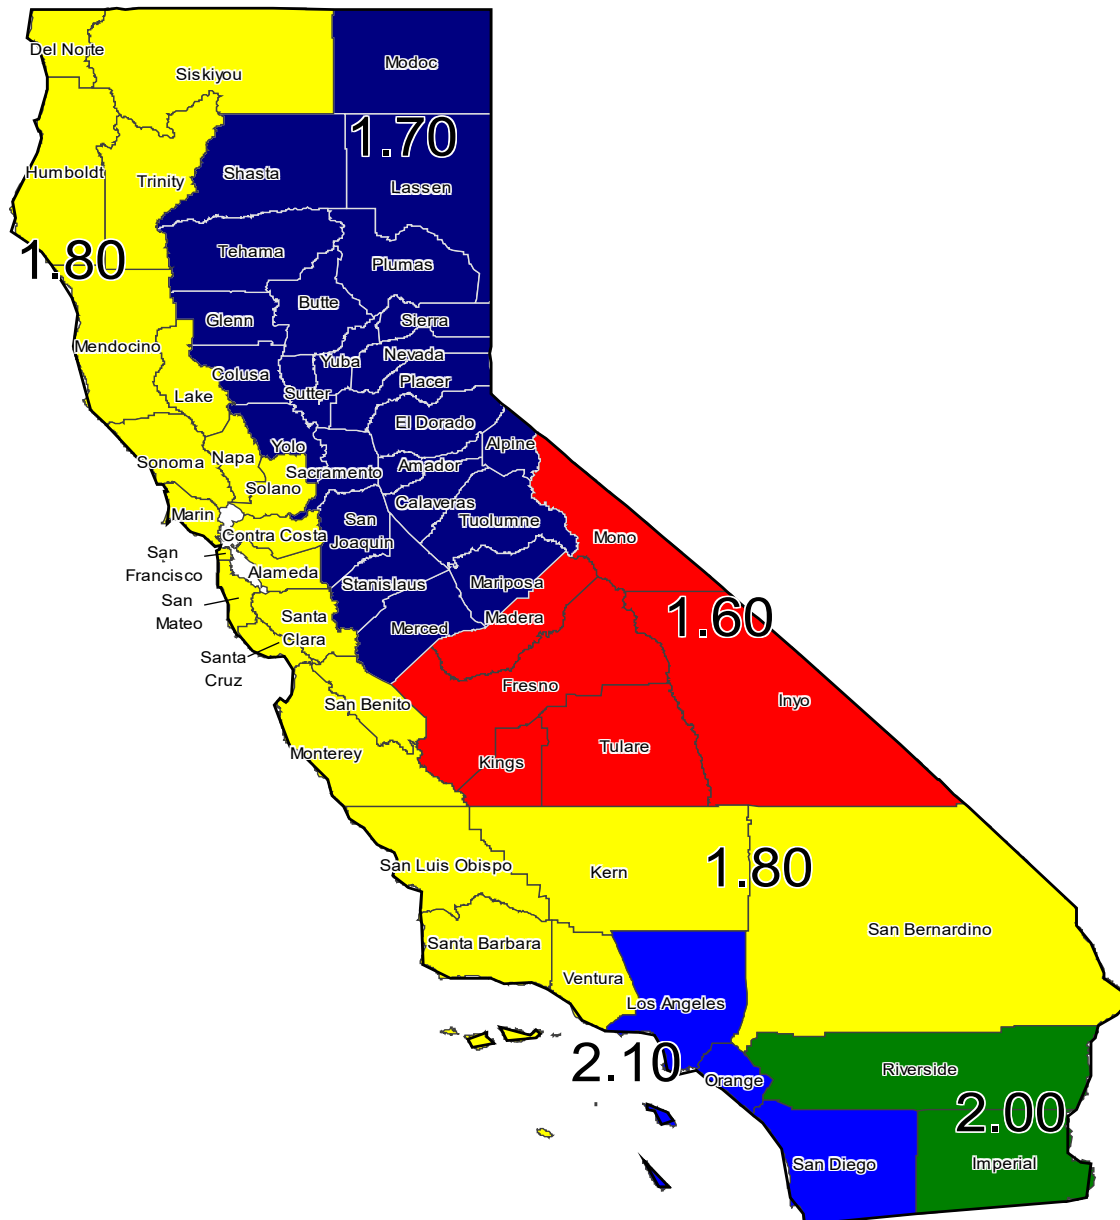 Del Norte
Siskiyou
Modoc
1.70
Humboldt
Trinity
Shasta
Lassen
1.80
Tehama
Plumas
Butte
Glenn
Sierra
Mendocino
Yuba
Nevada
Colusa
Placer
Lake
Sutter
El Dorado
Yolo
Alpine
Sonoma
Napa
Sacramento
Amador
Solano
Calaveras
Marin
San
Joaquin
Tuolumne
Contra Costa
Mono
San
Francisco
Alameda
Stanislaus
Mariposa
San
Mateo
Santa
Clara
Merced
Madera
1.60
Santa
Cruz
Fresno
San Benito
Inyo
Monterey
Kings
Tulare
San Luis Obispo
Kern
1.80
San Bernardino
Santa Barbara
Ventura
Los Angeles
2.10
Orange
Riverside
2.00
San Diego
Imperial